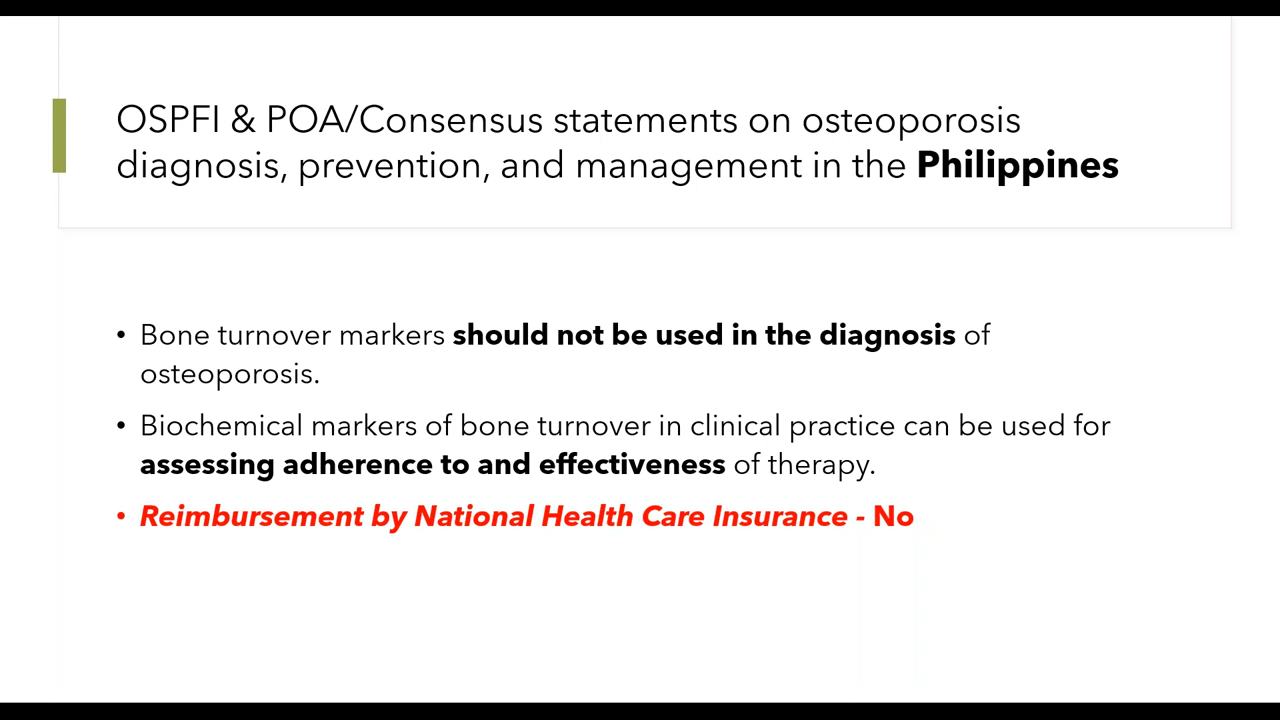 OSPFI & POA/Consensus statements on osteoporosis
diagnosis, prevention, and management in the Philippines
• Bone turnover markers should not be used in the diagnosis of
osteoporosis.
• Biochemical markers of bone turnover in clinical practice can be used for
assessing adherence to and effectiveness of therapy.
• Reimbursement by National Health Care Insurance - No